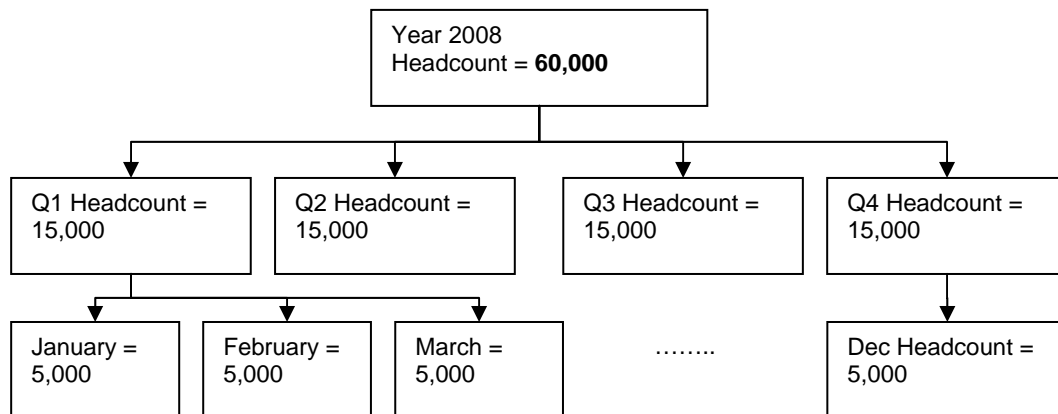 Year 2008
Headcount = 60,000
Q1 Headcount =
15,000
Q2 Headcount =
15,000
Q3 Headcount =
15,000
Q4 Headcount =
15,000
January =
5,000
February =
5,000
March =
5,000
……..
Dec Headcount =
5,000